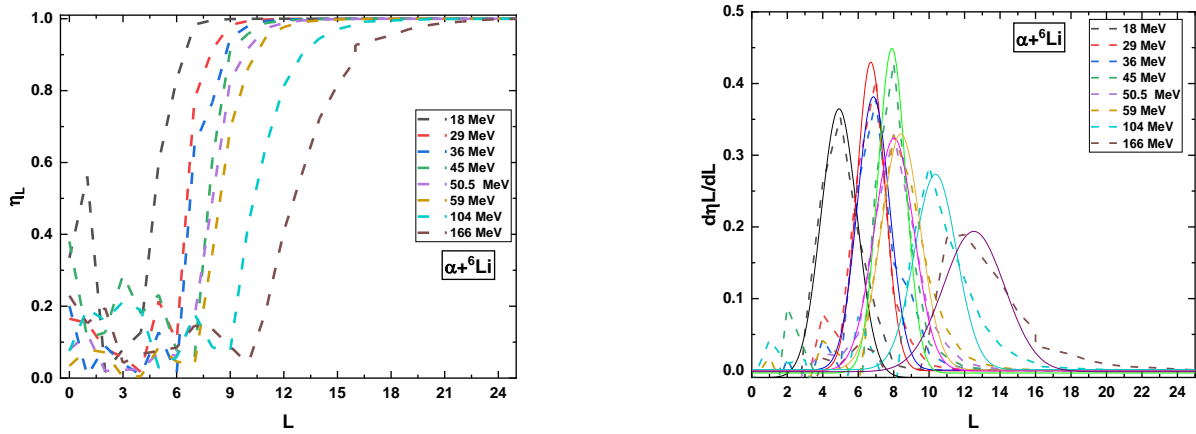 1.0
0.8
0.6
0.4
0.2
0.0
η_L
0 3 6 9 12 15 18 21 24
L
18 MeV
29 MeV
36 MeV
45 MeV
50.5 MeV
59 MeV
104 MeV
166 MeV
α+⁶Li
0.5
0.4
0.3
0.2
0.1
0.0
dηL/dL
0 2 4 6 8 10 12 14 16 18 20 22 24
L
α+⁶Li
18 MeV
29 MeV
36 MeV
45 MeV
50.5 MeV
59 MeV
104 MeV
166 MeV